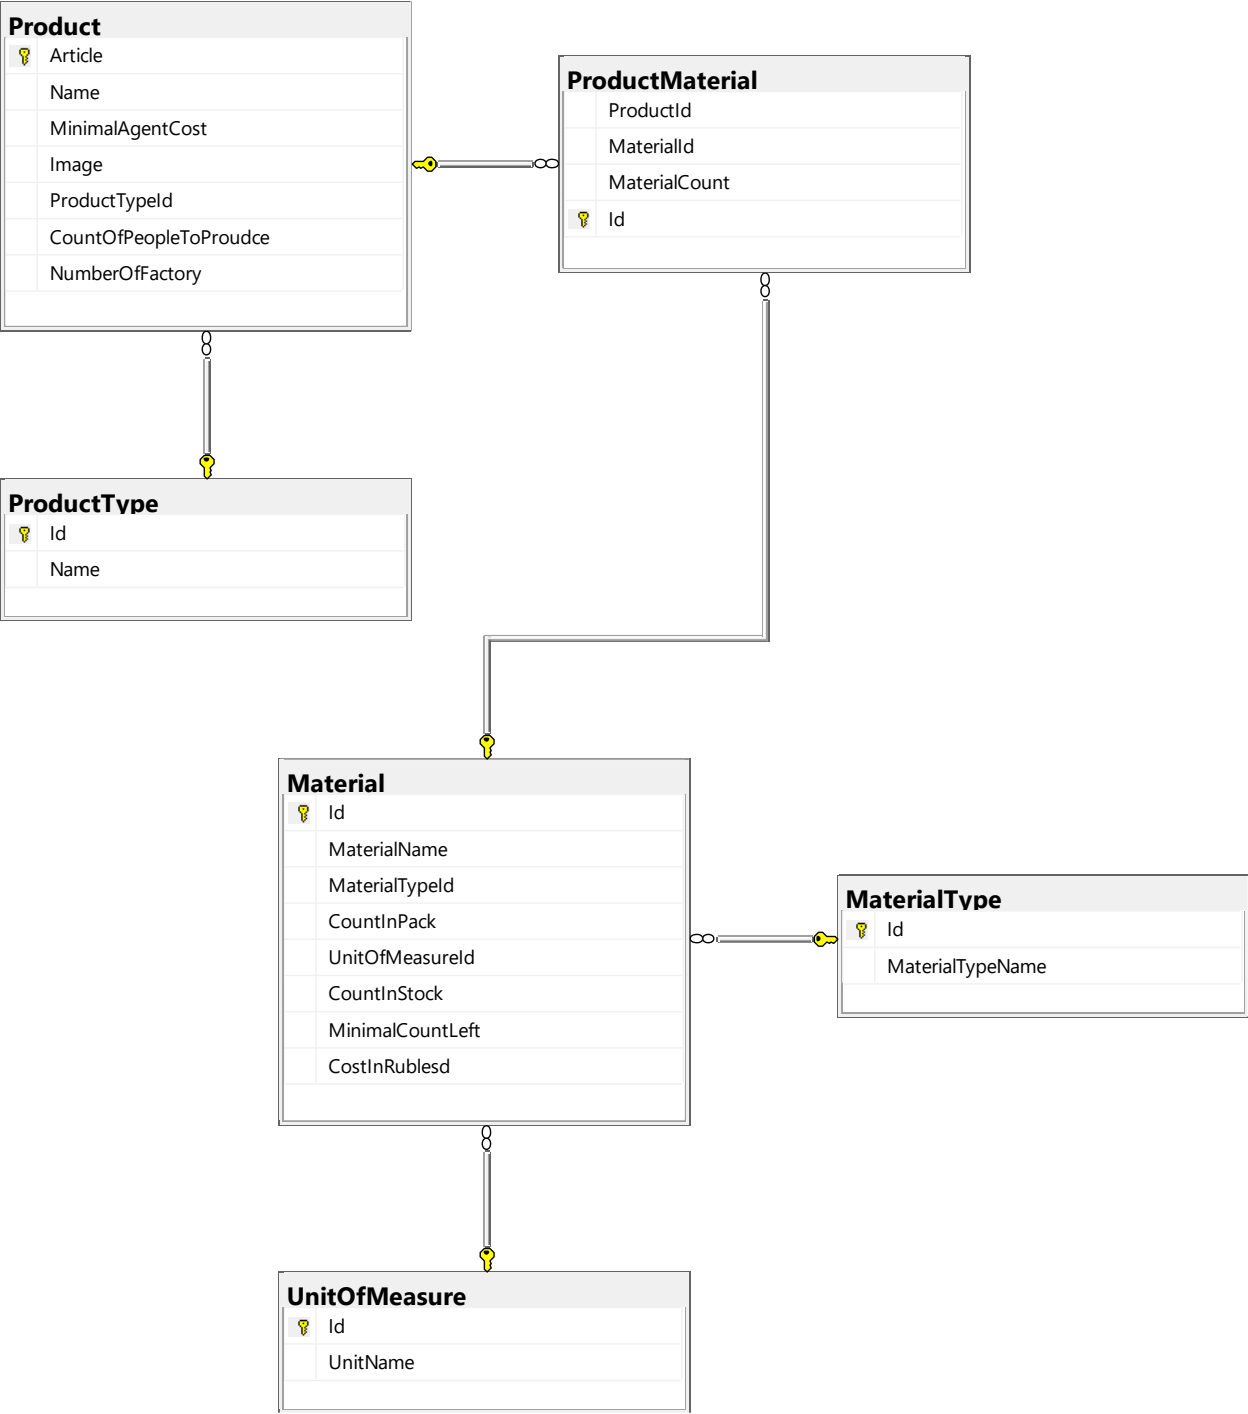 Product
Article
Name
MinimalAgentCost
Image
ProductTypeId
CountOfPeopleToProudce
NumberOfFactory
ProductMaterial
ProductId
MaterialId
MaterialCount
Id
ProductType
Id
Name
Material
Id
MaterialName
MaterialTypeId
CountInPack
UnitOfMeasureId
CountInStock
MinimalCountLeft
CostInRublesd
MaterialType
Id
MaterialTypeName
UnitOfMeasure
Id
UnitName